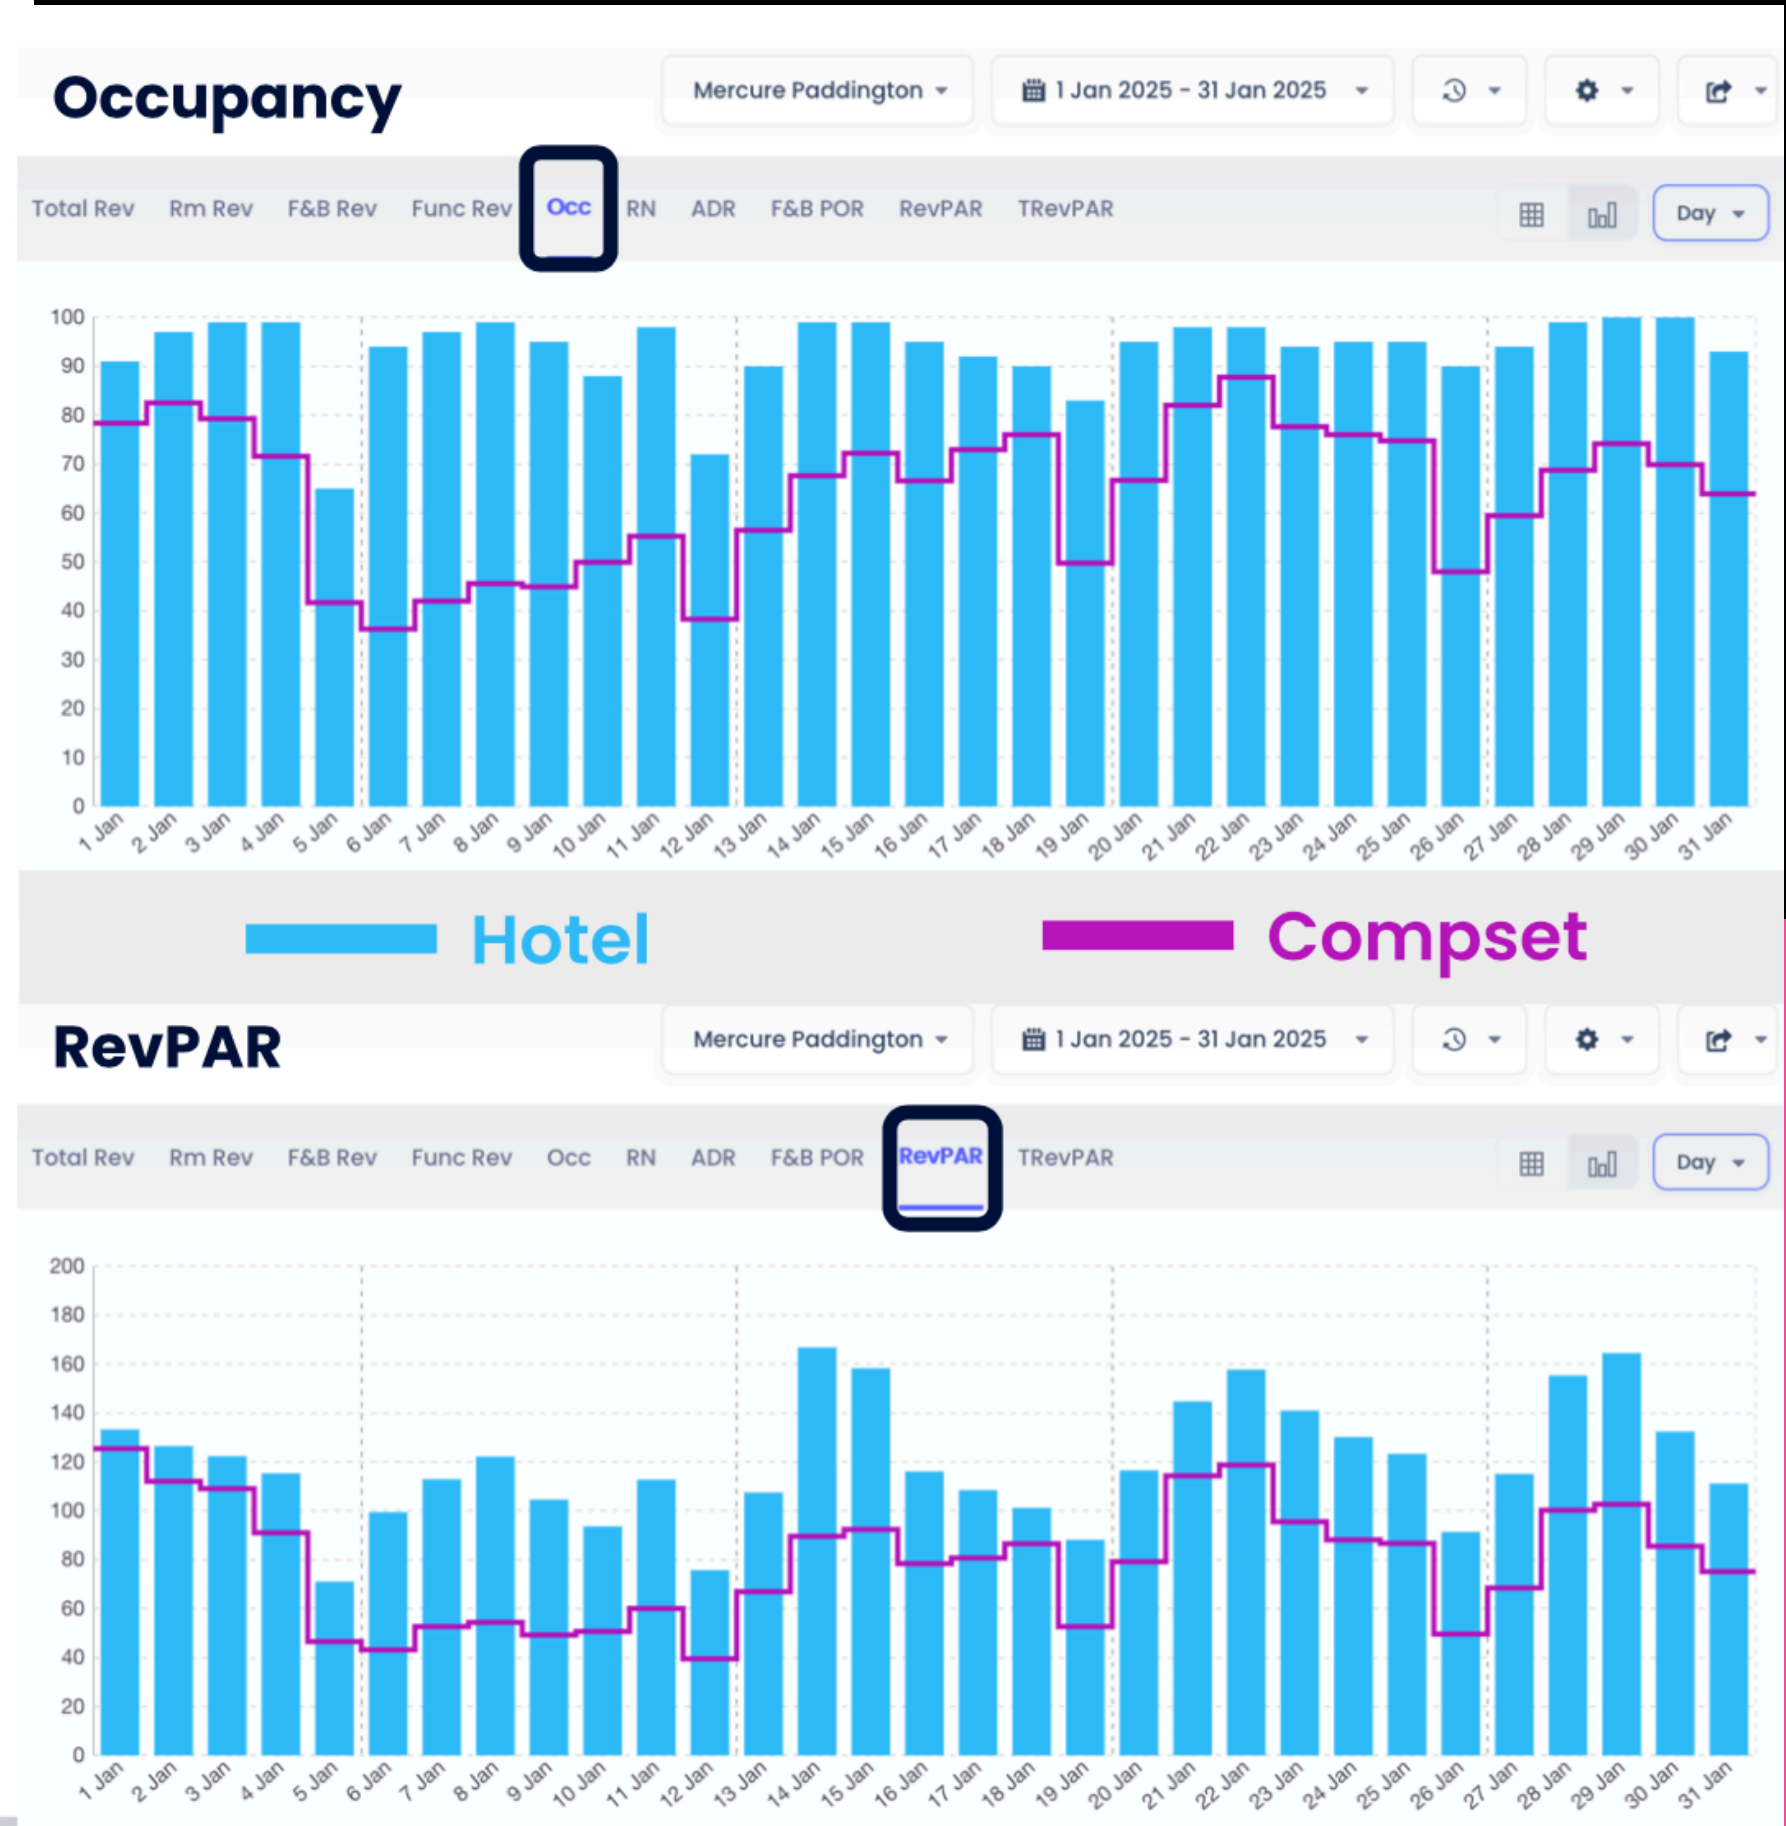 Occupancy
Mercure Paddington
1 Jan 2025 - 31 Jan 2025
Total Rev Rm Rev F&B Rev Func Rev Occ RN ADR F&B POR RevPAR TRevPAR
Day
100
90
80
70
60
50
40
30
20
10
0
1 Jan 2 Jan 3 Jan 4 Jan 5 Jan 6 Jan 7 Jan 8 Jan 9 Jan 10 Jan 11 Jan 12 Jan 13 Jan 14 Jan 15 Jan 16 Jan 17 Jan 18 Jan 19 Jan 20 Jan 21 Jan 22 Jan 23 Jan 24 Jan 25 Jan 26 Jan 27 Jan 28 Jan 29 Jan 30 Jan 31 Jan
Hotel
Compset
RevPAR
Mercure Paddington
1 Jan 2025 - 31 Jan 2025
Total Rev Rm Rev F&B Rev Func Rev Occ RN ADR F&B POR RevPAR TRevPAR
Day
200
180
160
140
120
100
80
60
40
20
0
1 Jan 2 Jan 3 Jan 4 Jan 5 Jan 6 Jan 7 Jan 8 Jan 9 Jan 10 Jan 11 Jan 12 Jan 13 Jan 14 Jan 15 Jan 16 Jan 17 Jan 18 Jan 19 Jan 20 Jan 21 Jan 22 Jan 23 Jan 24 Jan 25 Jan 26 Jan 27 Jan 28 Jan 29 Jan 30 Jan 31 Jan